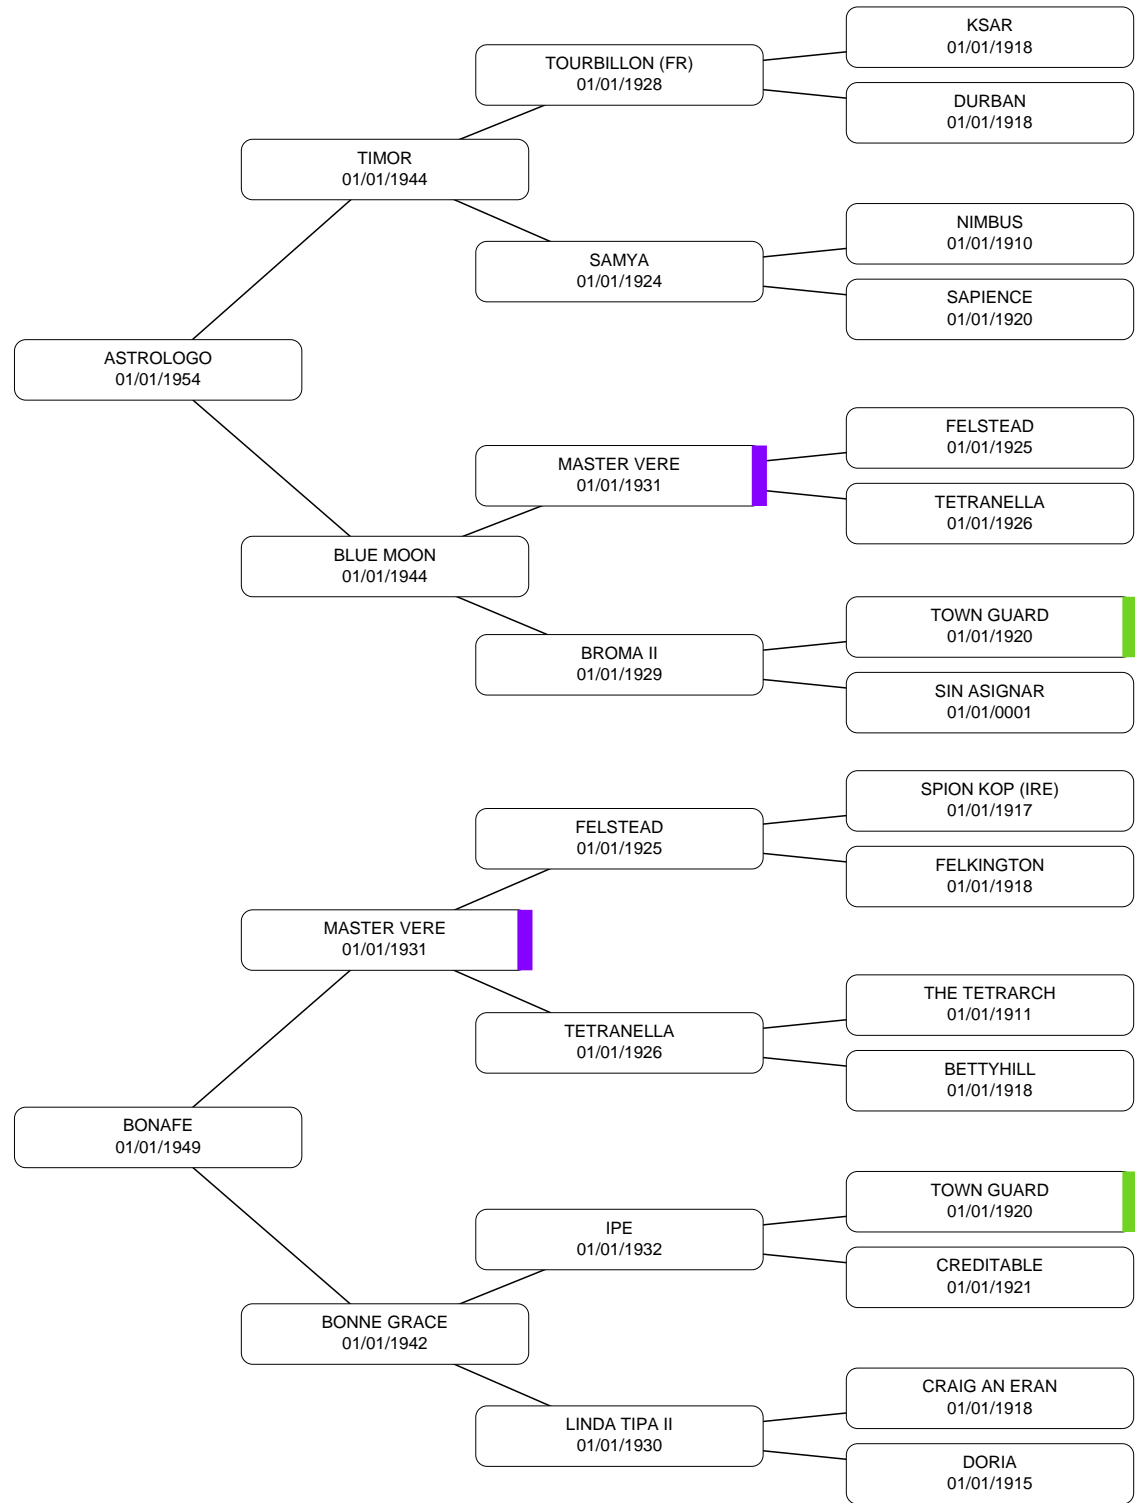 KSAR
01/01/1918
TOURBILLON (FR)
01/01/1928
DURBAN
01/01/1918
TIMOR
01/01/1944
NIMBUS
01/01/1910
SAMYA
01/01/1924
SAPIENCE
01/01/1920
ASTROLOGO
01/01/1954
FELSTEAD
01/01/1925
MASTER VERE
01/01/1931
TETRANELLA
01/01/1926
BLUE MOON
01/01/1944
TOWN GUARD
01/01/1920
BROMA II
01/01/1929
SIN ASIGNAR
01/01/0001
SPION KOP (IRE)
01/01/1917
FELSTEAD
01/01/1925
FELKINGTON
01/01/1918
MASTER VERE
01/01/1931
THE TETRARCH
01/01/1911
TETRANELLA
01/01/1926
BETTYHILL
01/01/1918
BONAFE
01/01/1949
TOWN GUARD
01/01/1920
IPE
01/01/1932
CREDITABLE
01/01/1921
BONNE GRACE
01/01/1942
CRAIG AN ERAN
01/01/1918
LINDA TIPA II
01/01/1930
DORIA
01/01/1915